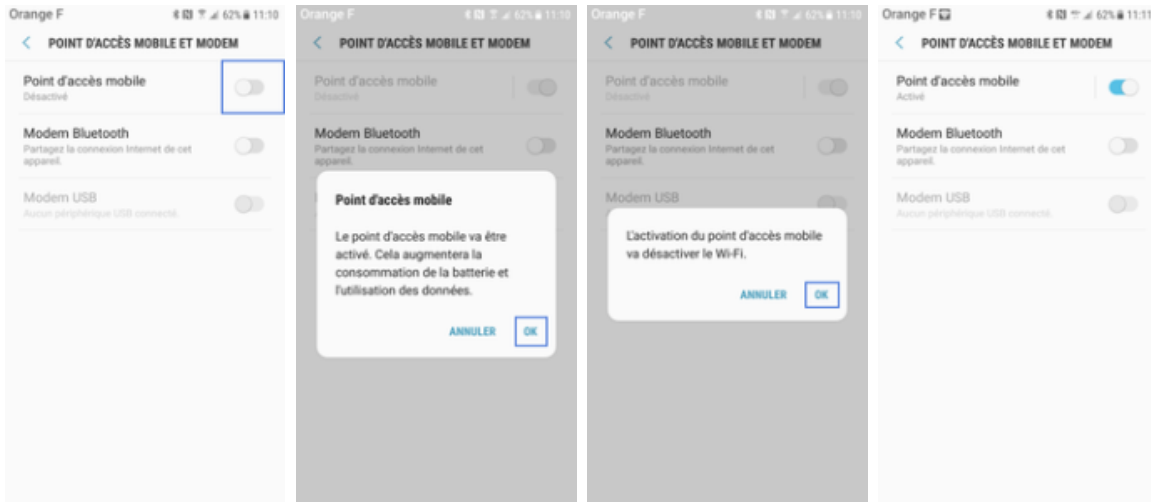 Orange F 62% 11:10
POINT D'ACCÈS MOBILE ET MODEM
Point d'accès mobile
Désactivé
Modem Bluetooth
Partagez la connexion Internet de cet
appareil.
Modem USB
Aucun périphérique USB connecté.
Orange F 62% 11:10
POINT D'ACCÈS MOBILE ET MODEM
Point d'accès mobile
Désactivé
Modem Bluetooth
Partagez la connexion Internet de cet
appareil.
Point d'accès mobile
Le point d'accès mobile va être
activé. Cela augmentera la
consommation de la batterie et
l'utilisation des données.
ANNULER OK
Orange F 62% 11:10
POINT D'ACCÈS MOBILE ET MODEM
Point d'accès mobile
Désactivé
Modem Bluetooth
Partagez la connexion Internet de cet
appareil.
Modem USB
L'activation du point d'accès mobile
va désactiver le Wi-Fi.
ANNULER OK
Orange F 62% 11:11
POINT D'ACCÈS MOBILE ET MODEM
Point d'accès mobile
Activé
Modem Bluetooth
Partagez la connexion Internet de cet
appareil.
Modem USB
Aucun périphérique USB connecté.